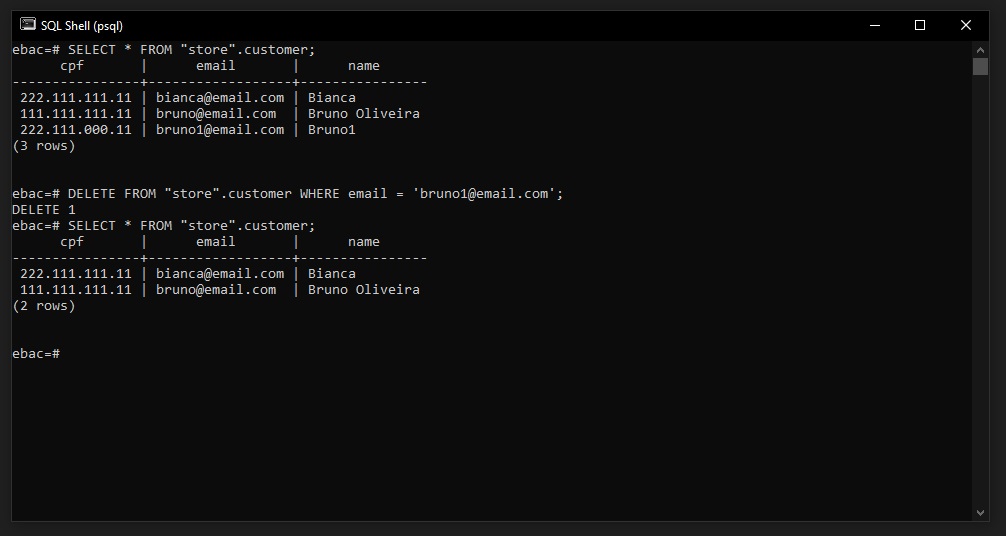 SQL Shell (psql)
ebac=# SELECT * FROM "store".customer;
      cpf       |      email       |      name
----------------+------------------+----------------
 222.111.111.11 | bianca@email.com | Bianca
 111.111.111.11 | bruno@email.com  | Bruno Oliveira
 222.111.000.11 | bruno1@email.com | Bruno1
(3 rows)
ebac=# DELETE FROM "store".customer WHERE email = 'bruno1@email.com';
DELETE 1
ebac=# SELECT * FROM "store".customer;
      cpf       |      email       |      name
----------------+------------------+----------------
 222.111.111.11 | bianca@email.com | Bianca
 111.111.111.11 | bruno@email.com  | Bruno Oliveira
(2 rows)
ebac=#